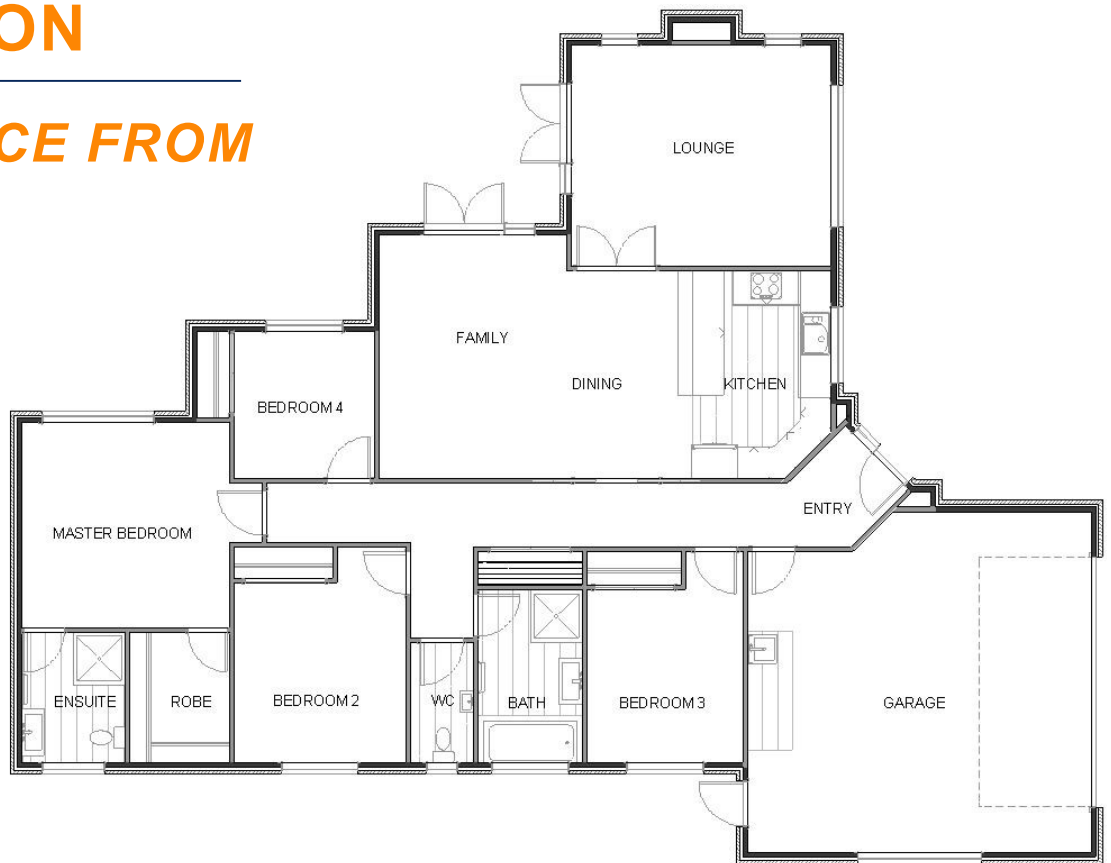 ON
CE FROM
LOUNGE
FAMILY
DINING
KITCHEN
BEDROOM 4
ENTRY
MASTER BEDROOM
ENSUITE
ROBE
BEDROOM 2
WC
BATH
BEDROOM 3
GARAGE